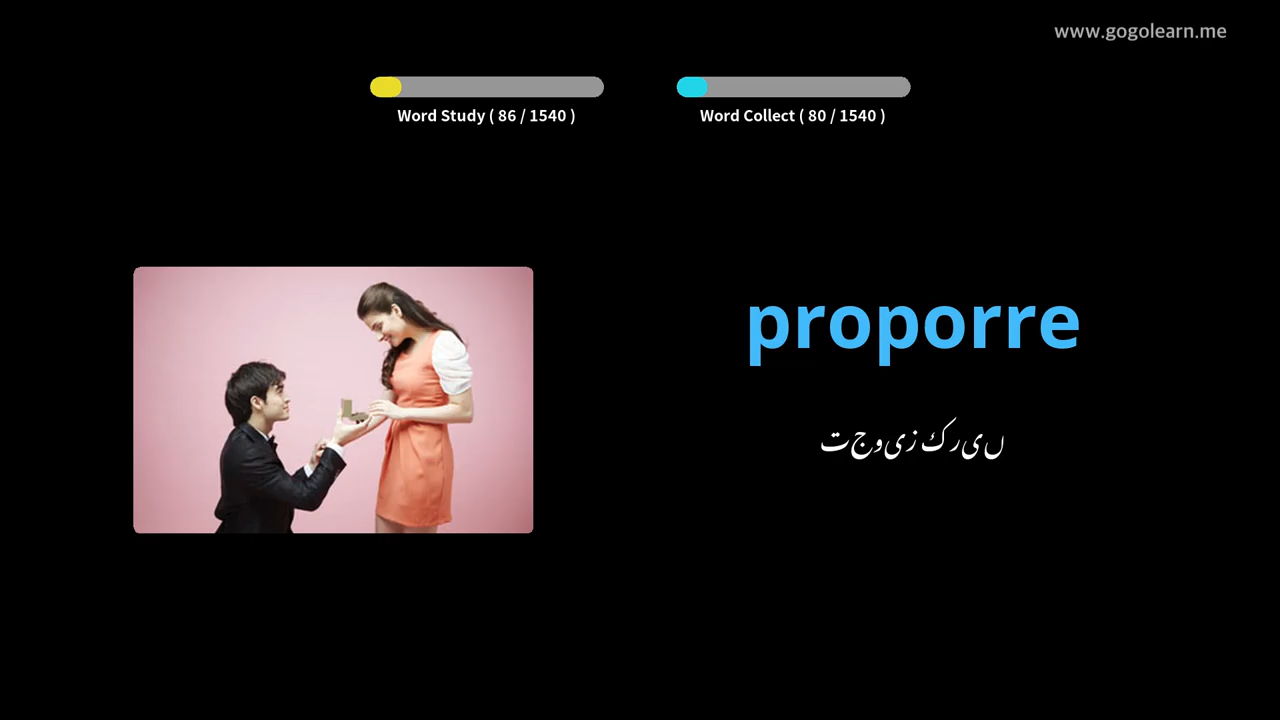 www.gogolearn.me
Word Study ( 86 / 1540 )
Word Collect ( 80 / 1540 )
proporre
تجویز کریں